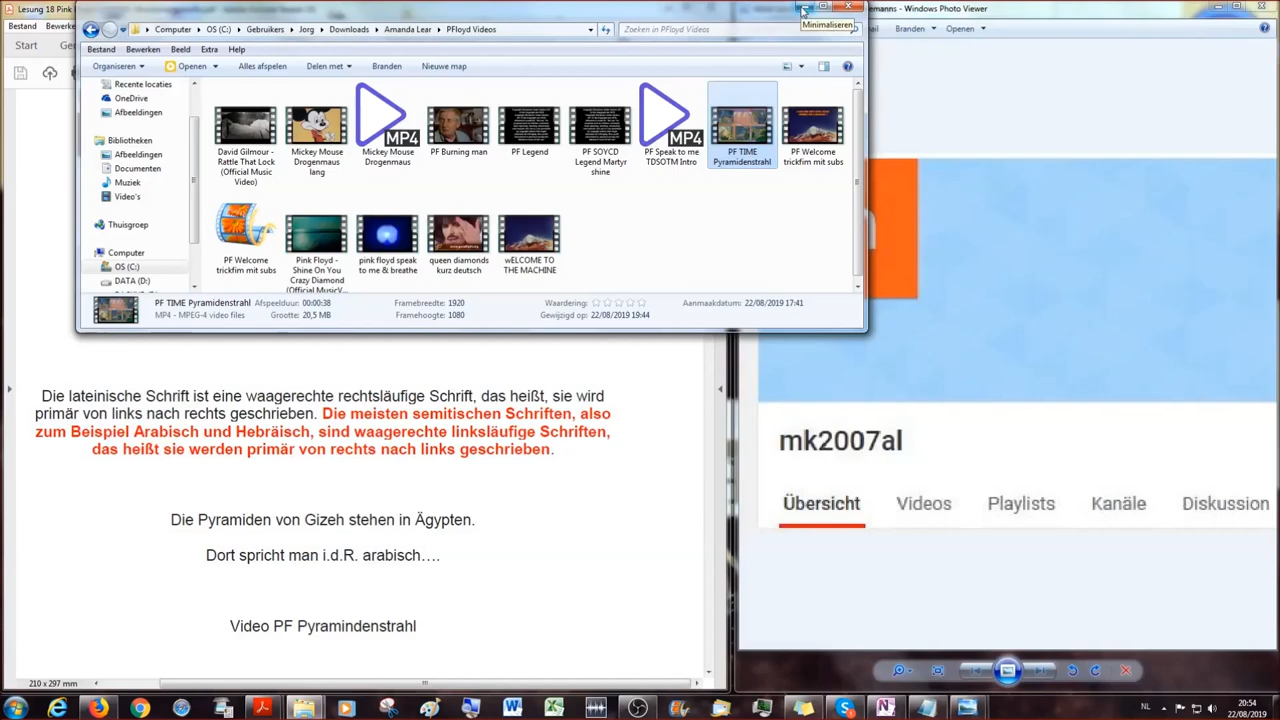 Lesung 18 Pink
emanns - Windows Photo Viewer
Minimaliseren
Computer
OS (C:)
Gebruikers
Jorg
Downloads
Amanda Lear
PFloyd Videos
Zoeken in PFloyd Videos
Bestand
Bestand Bewerken Beeld Extra Help
Branden Openen
Start
Organiseren Openen Alles afspelen Delen met Branden Nieuwe map
Recente locaties
OneDrive
Afbeeldingen
Bibliotheken
Afbeeldingen
Documenten
Muziek
Video's
Thuisgroep
Computer
OS (C:)
DATA (D:)
David Gilmour - Rattle That Lock (Official Music Video)
Mickey Mouse Drogenmaus lang
MP4
Mickey Mouse Drogenmaus
PF Burning man
PF Legend
PF SOYCD Legend Martyr shine
MP4
PF Speak to me TDSOTM Intro
PF TIME Pyramidenstrahl
PF Welcome trickfim mit subs
PF Welcome trickfim mit subs
Pink Floyd - Shine On You Crazy Diamond (Official MusicV...
pink floyd speak to me & breathe
queen diamonds kurz deutsch
wELCOME TO THE MACHINE
PF TIME Pyramidenstrahl Afspeelduur: 00:00:38 Framebreedte: 1920 Waardering: Aanmaakdatum: 22/08/2019 17:41
MP4 - MPEG-4 video files Grootte: 20,5 MB Framehoogte: 1080 Gewijzigd op: 22/08/2019 19:44
Die lateinische Schrift ist eine waagerechte rechtsläufige Schrift, das heißt, sie wird
primär von links nach rechts geschrieben. Die meisten semitischen Schriften, also
zum Beispiel Arabisch und Hebräisch, sind waagerechte linksläufige Schriften,
das heißt sie werden primär von rechts nach links geschrieben.
Die Pyramiden von Gizeh stehen in Ägypten.
Dort spricht man i.d.R. arabisch….
Video PF Pyramindenstrahl
210 x 297 mm
mk2007al
Übersicht Videos Playlists Kanäle Diskussion
NL
20:54
22/08/2019